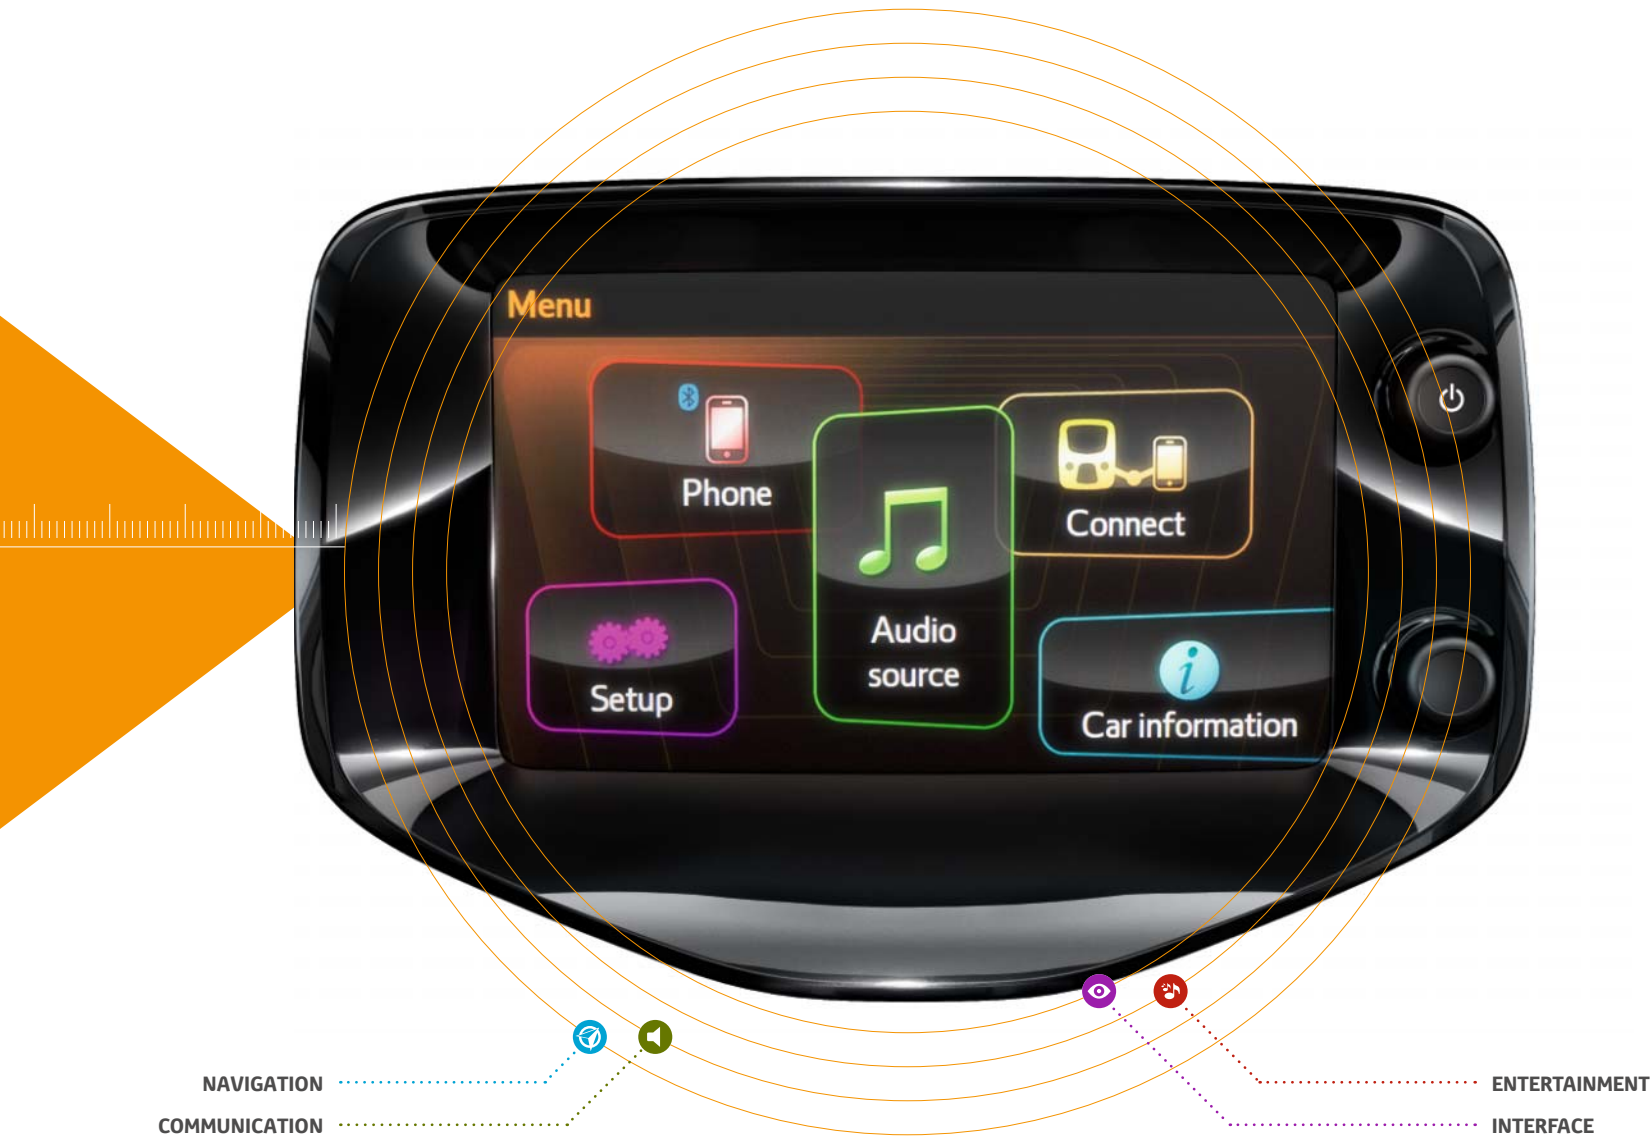 Menu
Phone
Connect
Audio
source
Setup
Car information
NAVIGATION
COMMUNICATION
ENTERTAINMENT
INTERFACE